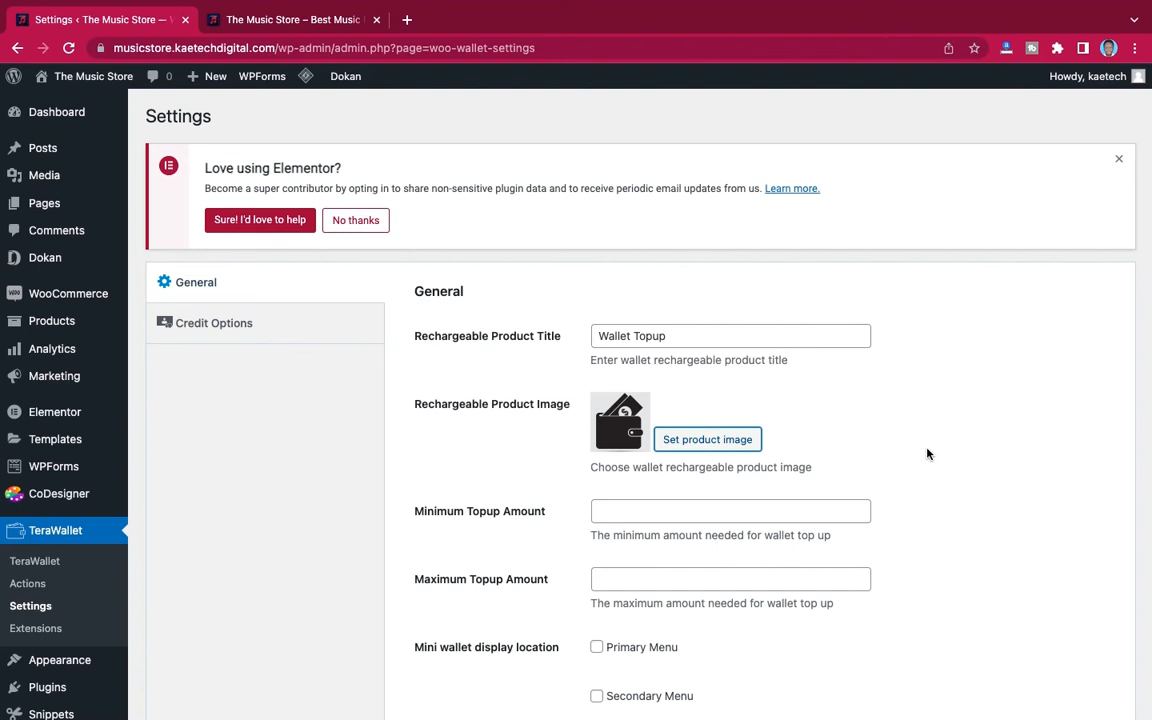 Settings ‹ The Music Store —
The Music Store – Best Music
musicstore.kaetechdigital.com/wp-admin/admin.php?page=woo-wallet-settings
The Music Store
0
New
WPForms
Dokan
Howdy, kaetech
Dashboard
Posts
Media
Pages
Comments
Dokan
WooCommerce
Products
Analytics
Marketing
Elementor
Templates
WPForms
CoDesigner
TeraWallet
TeraWallet
Actions
Settings
Extensions
Appearance
Plugins
Snippets
Settings
Love using Elementor?
Become a super contributor by opting in to share non-sensitive plugin data and to receive periodic email updates from us. Learn more.
Sure! I'd love to help
No thanks
General
Credit Options
General
Rechargeable Product Title
Wallet Topup
Enter wallet rechargeable product title
Rechargeable Product Image
Set product image
Choose wallet rechargeable product image
Minimum Topup Amount
The minimum amount needed for wallet top up
Maximum Topup Amount
The maximum amount needed for wallet top up
Mini wallet display location
Primary Menu
Secondary Menu